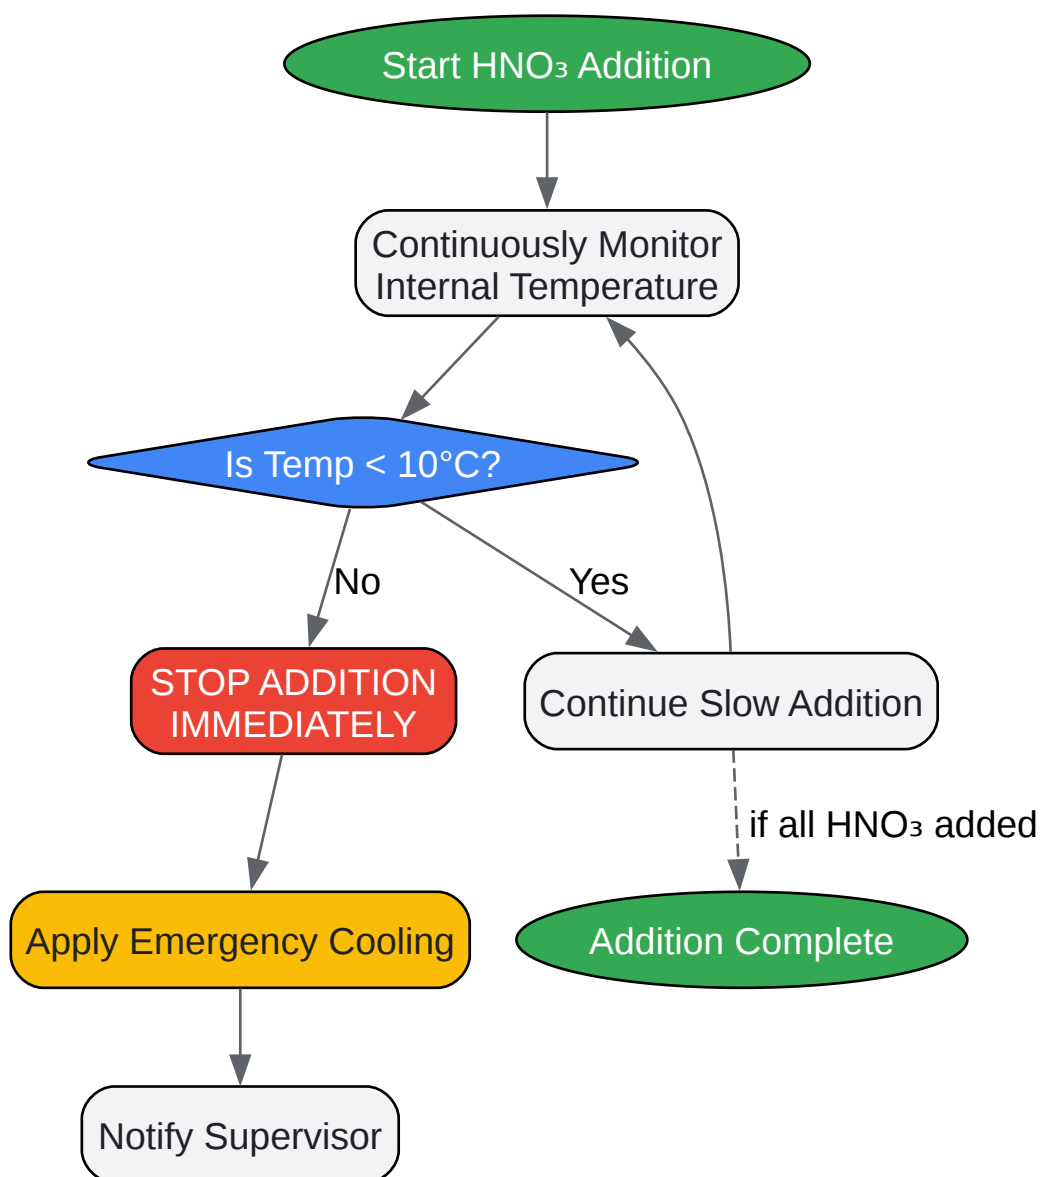 Start HNO₃ Addition
Continuously Monitor
Internal Temperature
Is Temp < 10°C?
No
Yes
STOP ADDITION
IMMEDIATELY
Continue Slow Addition
if all HNO₃ added
Apply Emergency Cooling
Addition Complete
Notify Supervisor